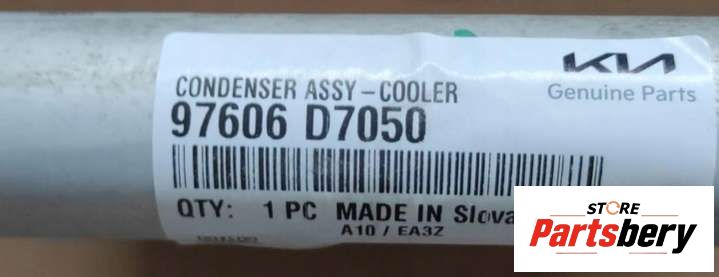 CONDENSER ASSY-COOLER
KIA
Genuine Parts
97606 D7050
QTY: 1 PC MADE IN Slova
A10 / EA3Z
STORE
Partsbery